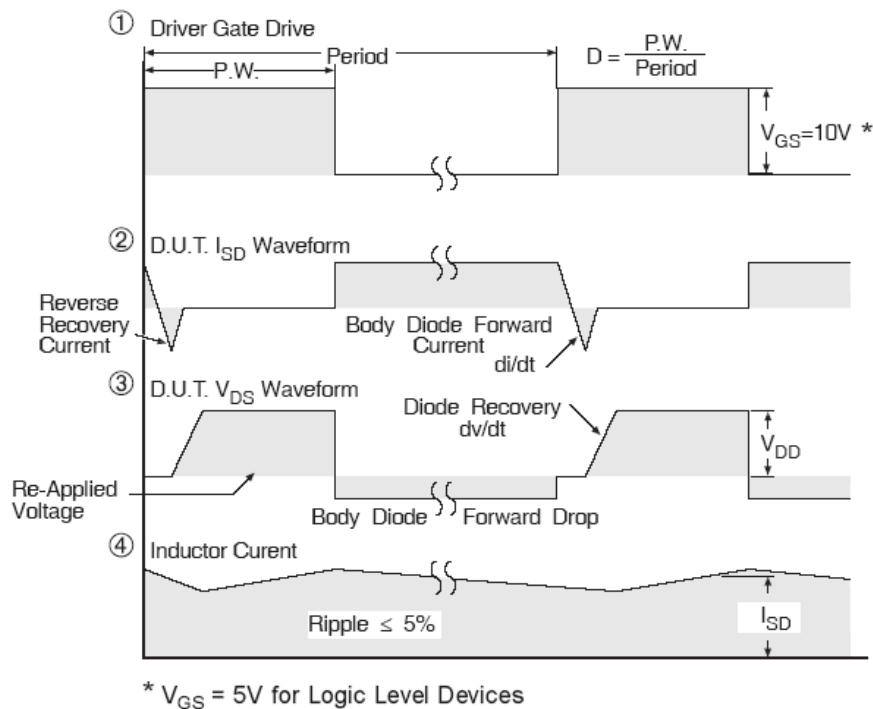 ① Driver Gate Drive
Period
P.W.
D = P.W.
Period
V_GS=10V *
② D.U.T. I_SD Waveform
Reverse
Recovery
Current
Body Diode Forward
Current
di/dt
③ D.U.T. V_DS Waveform
Diode Recovery
dv/dt
V_DD
Re-Applied
Voltage
Body Diode Forward Drop
④ Inductor Curent
Ripple ≤ 5%
I_SD
* V_GS = 5V for Logic Level Devices